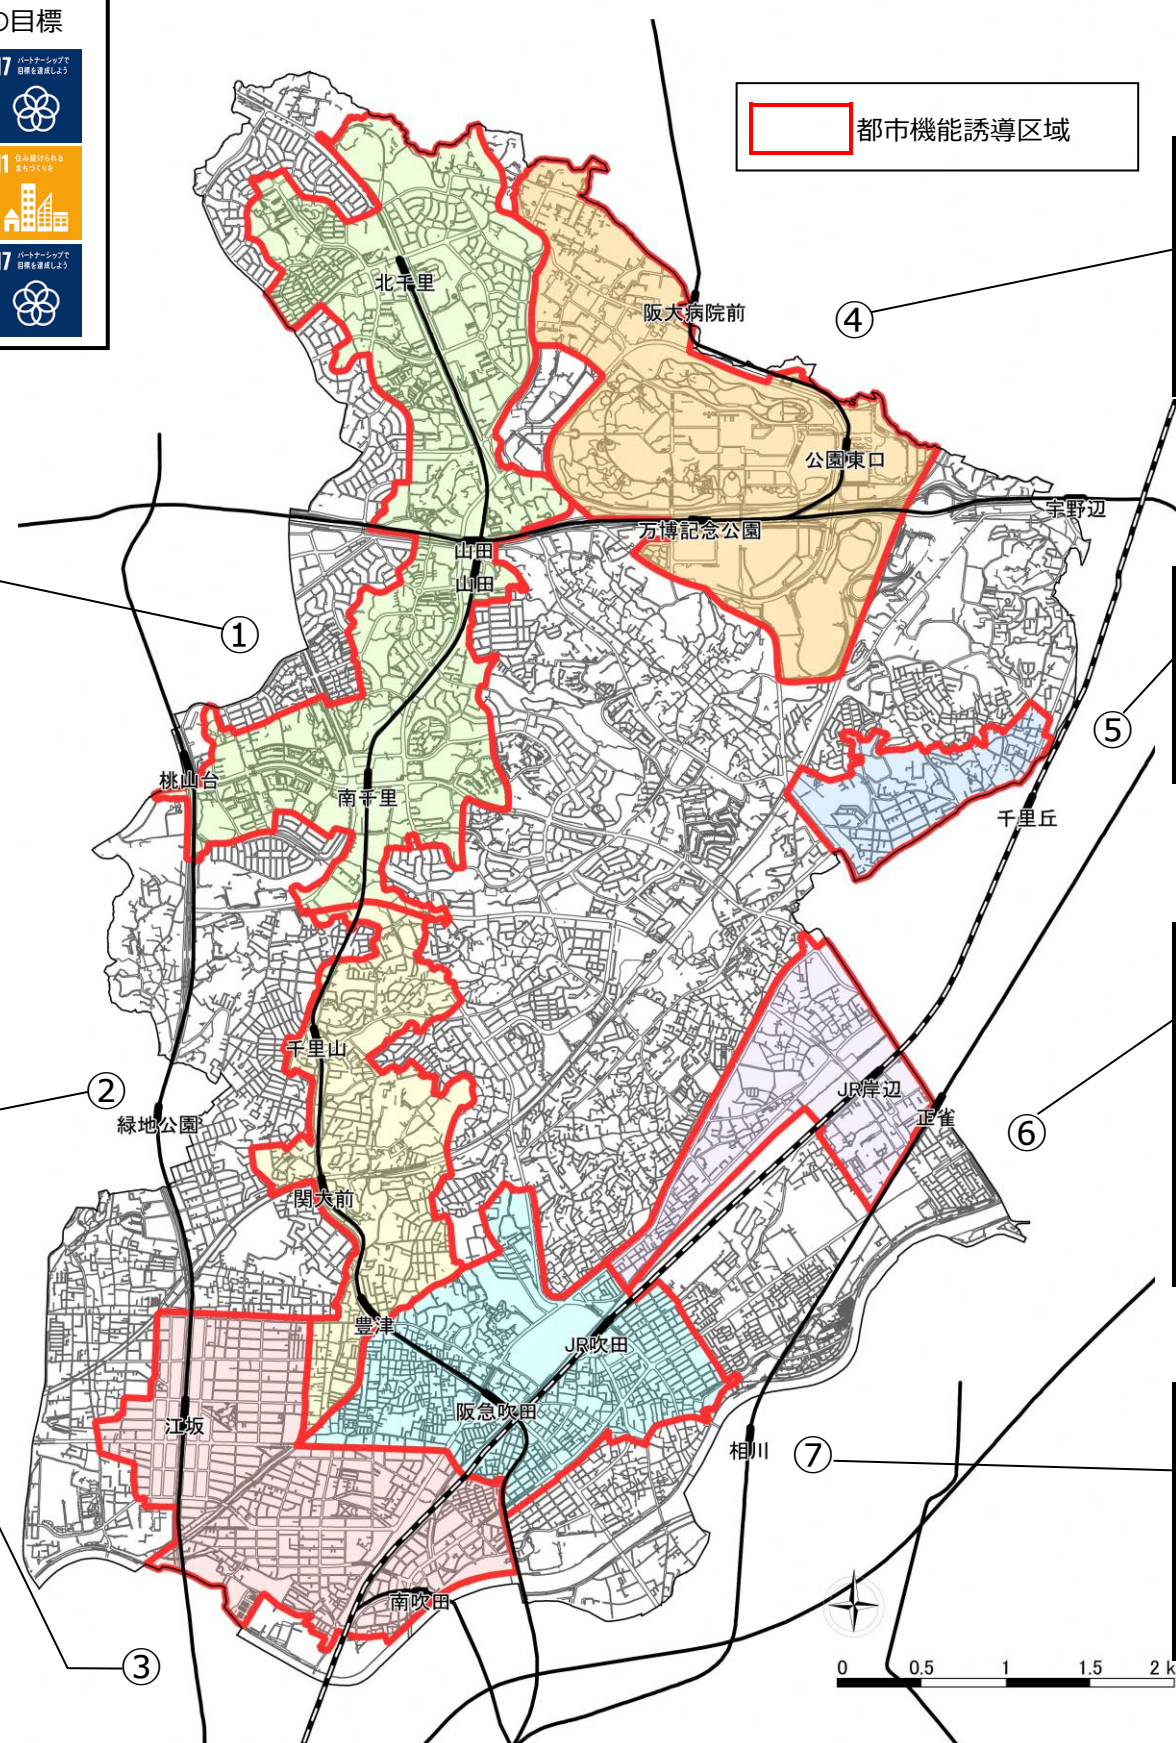 の目標
17 パートナーシップで
目標を達成しよう
11 住み続けられる
まちづくりを
17 パートナーシップで
目標を達成しよう
都市機能誘導区域
北千里
阪大病院前
④
公園東口
宇野辺
万博記念公園
山田
山田
①
⑤
桃山台
南千里
千里丘
千里山
JR岸辺
②
緑地公園
正雀
⑥
関大前
豊津
JR吹田
阪急吹田
江坂
相川
⑦
南吹田
③
0 0.5 1 1.5 2 k